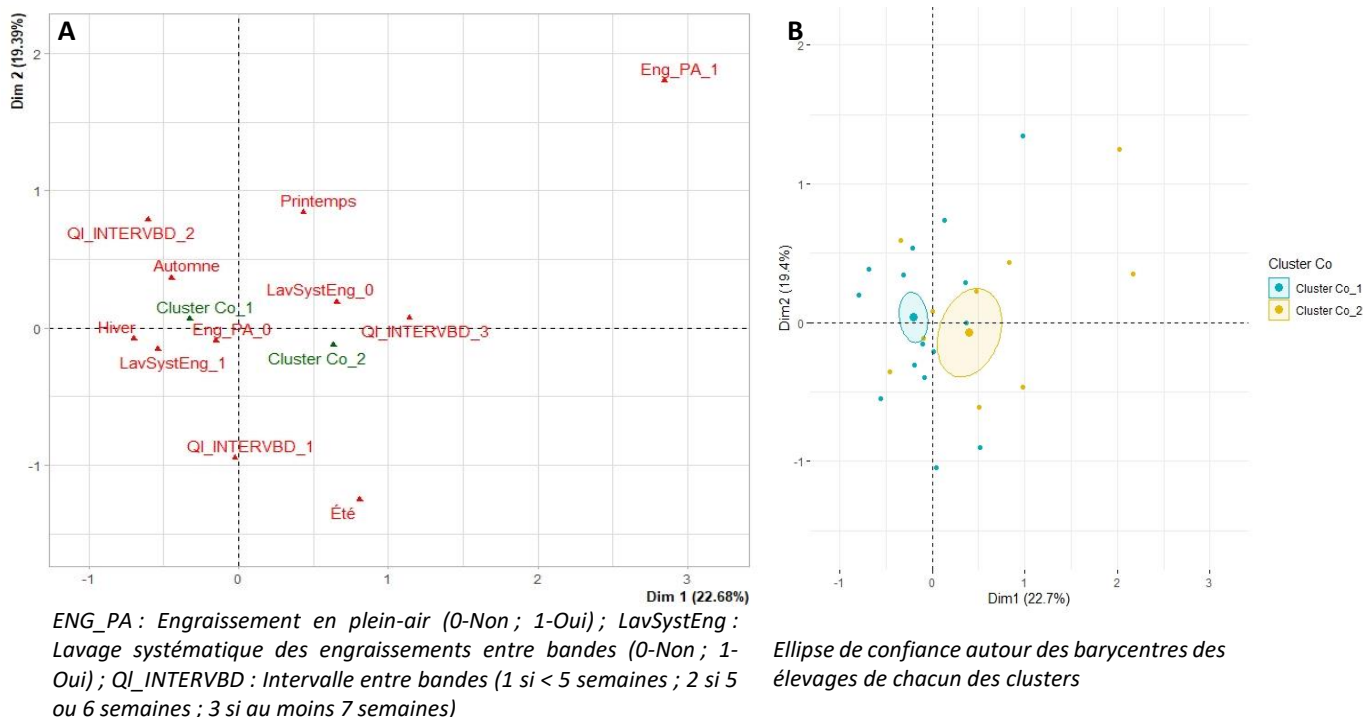 A
Dim 2 (19.39%)
2
1
0
-1
Eng_PA_1
Printemps
QI_INTERVBD_2
Automne
LavSystEng_0
Cluster Co_1
Hiver
Eng_PA_0
QI_INTERVBD_3
LavSystEng_1
Cluster Co_2
QI_INTERVBD_1
Été
-1
0
1
2
3
Dim 1 (22.68%)
ENG_PA : Engraissement en plein-air (0-Non ; 1-Oui) ; LavSystEng :
Lavage systématique des engraissements entre bandes (0-Non ; 1-
Oui) ; Ql_INTERVBD : Intervalle entre bandes (1 si < 5 semaines ; 2 si 5
ou 6 semaines ; 3 si au moins 7 semaines)
B
Dim2 (19.4%)
2
1
0
-1
-1
0
1
2
3
Dim1 (22.7%)
Cluster Co
Cluster Co_1
Cluster Co_2
Ellipse de confiance autour des barycentres des
élevages de chacun des clusters